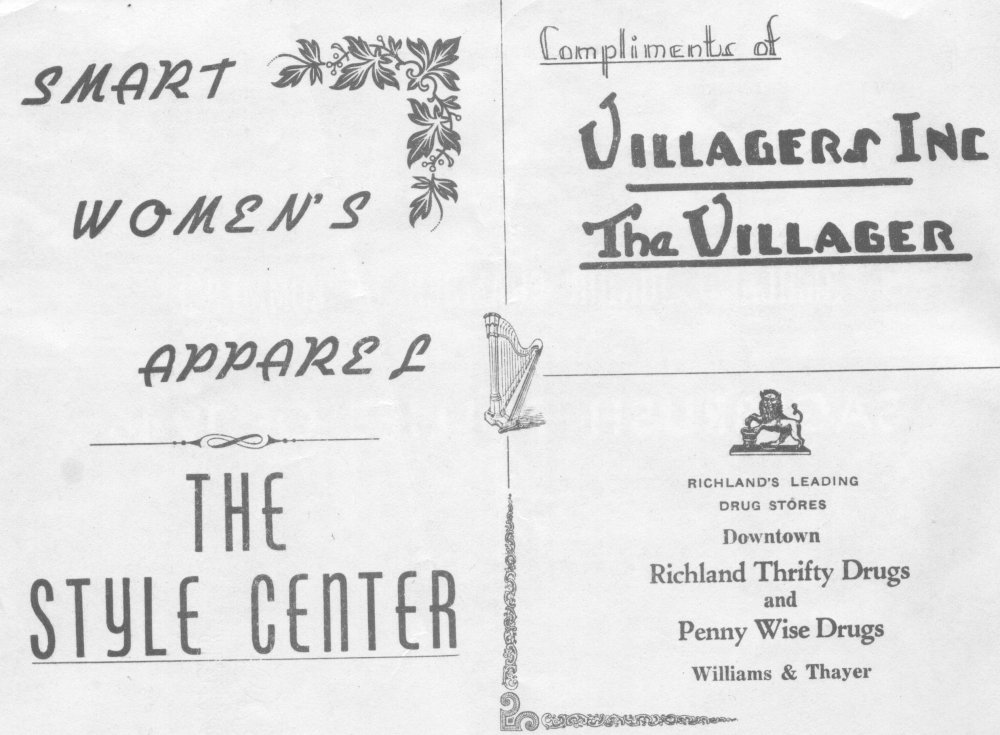 SMART
WOMEN'S
APPAREL
THE
STYLE CENTER
Compliments of
VILLAGERS INC
The VILLAGER
RICHLAND'S LEADING
DRUG STORES
Downtown
Richland Thrifty Drugs
and
Penny Wise Drugs
Williams & Thayer